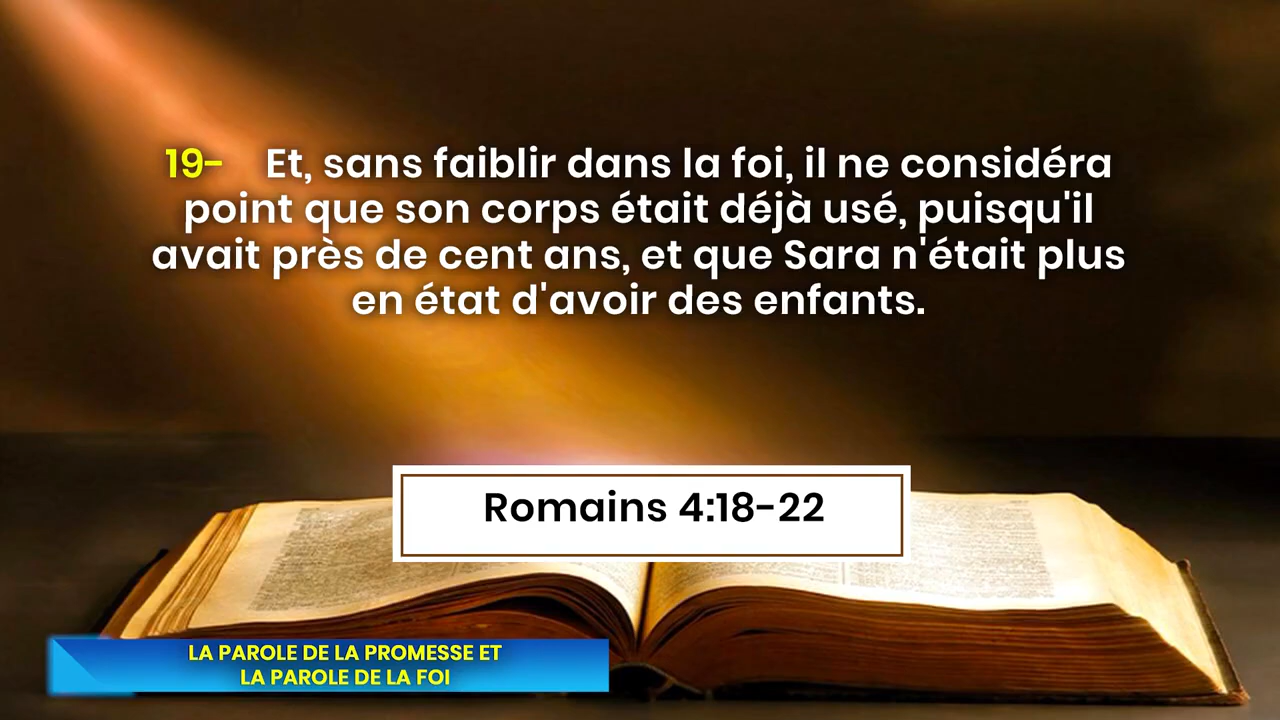 19- Et, sans faiblir dans la foi, il ne considéra
point que son corps était déjà usé, puisqu'il
avait près de cent ans, et que Sara n'était plus
en état d'avoir des enfants.
Romains 4:18-22
LA PAROLE DE LA PROMESSE ET
LA PAROLE DE LA FOI